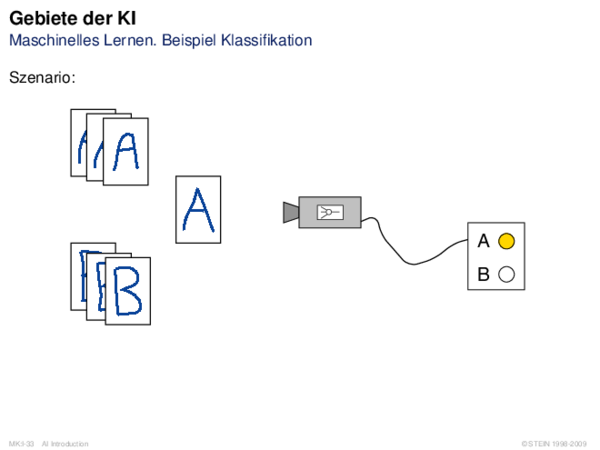 Gebiete der KI
Maschinelles Lernen. Beispiel Klassifikation
Szenario:
A
A
A
A
B
B
B
A
B
MK:I-33 AI Introduction
© STEIN 1998-2009